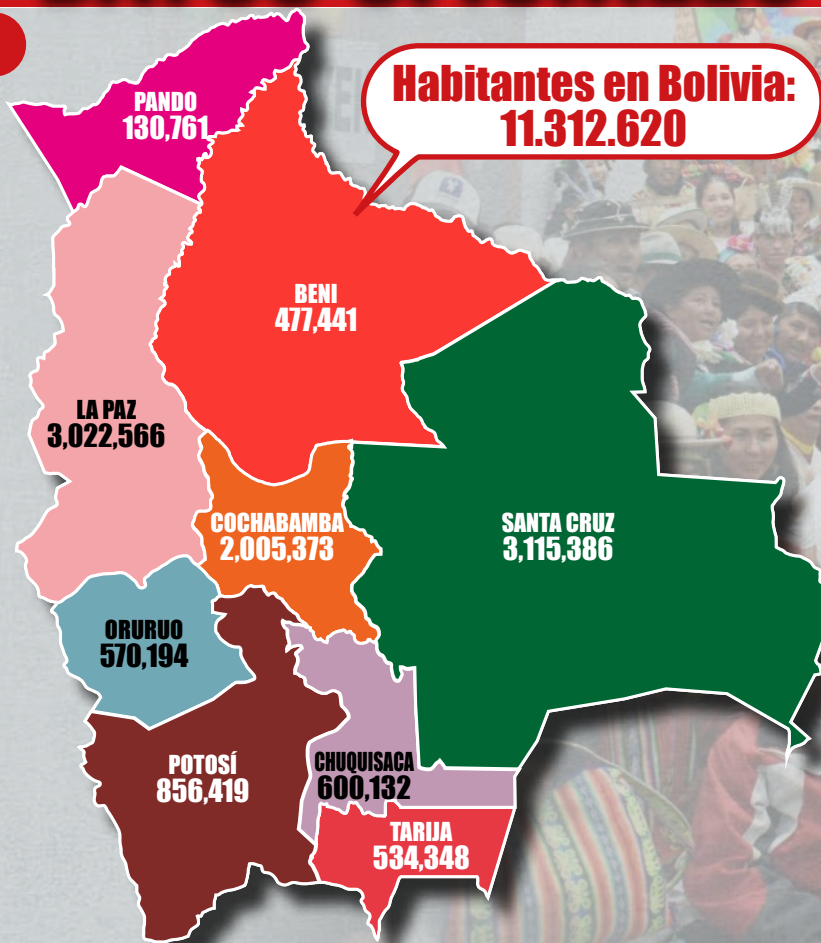 Habitantes en Bolivia:
11.312.620
PANDO
130,761
BENI
477,441
LA PAZ
3,022,566
COCHABAMBA
2,005,373
SANTA CRUZ
3,115,386
ORURUO
570,194
POTOSÍ
856,419
CHUQUISACA
600,132
TARIJA
534,348